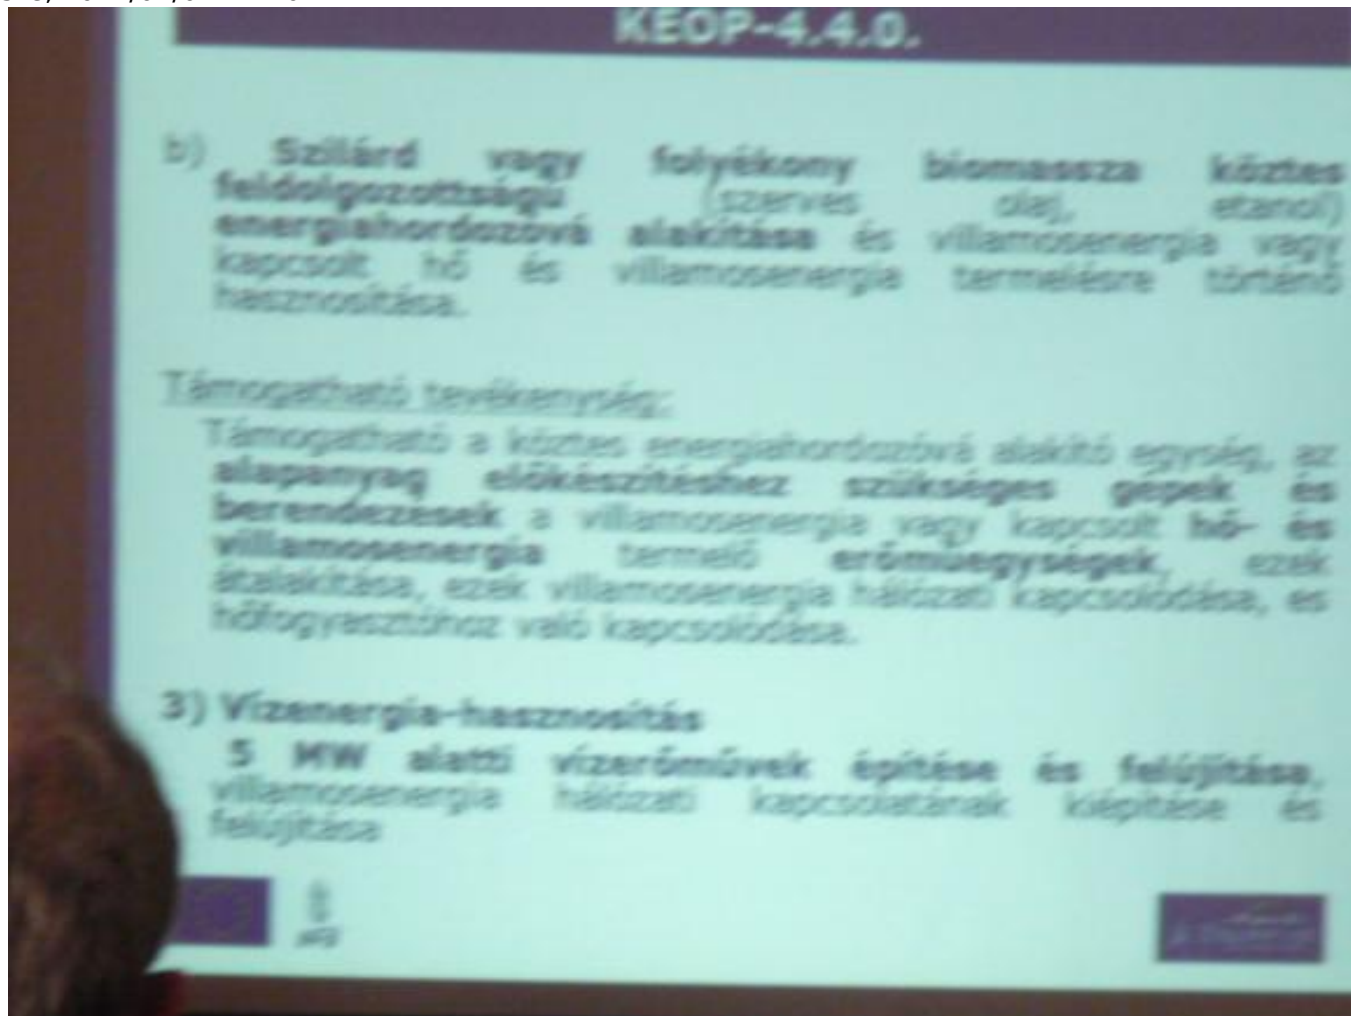 KEOP-4.4.0.
b) Szilárd vagy folyékony biomassza köztes
feldolgozottságú (szerves olaj, etanol)
energiahordozóvá alakítása és villamosenergia vagy
kapcsolt hő és villamosenergia termelésre történő
hasznosítása.
Támogatható tevékenység:
Támogatható a köztes energiahordozóvá alakító egység, az
alapanyag előkészítéshez szükséges gépek és
berendezések a villamosenergia vagy kapcsolt hő- és
villamosenergia termelő erőműegységek, ezek
átalakítása, ezek villamosenergia hálózati kapcsolódása, és
hőfogyasztóhoz való kapcsolódása.
3) Vízenergia-hasznosítás
5 MW alatti vízerőművek építése és felújítása,
villamosenergia hálózati kapcsolatának kiépítése és
felújítása